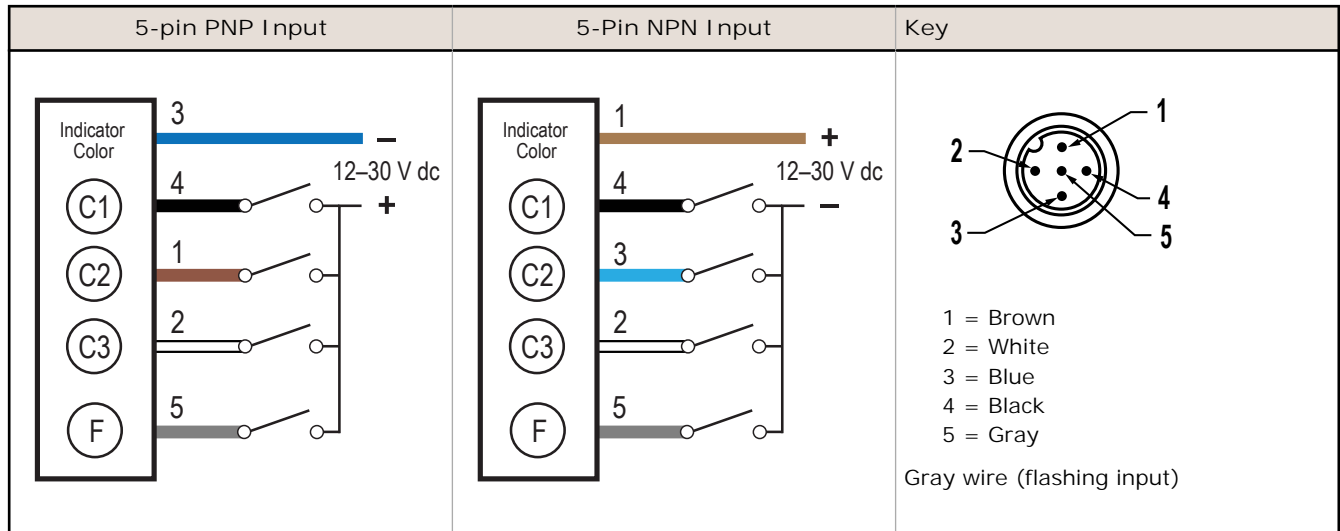 5-pin PNP Input
5-Pin NPN Input
Key
Indicator
Color
3
–
12–30 V dc
4
+
C1
1
C2
2
C3
5
F
Indicator
Color
1
+
12–30 V dc
4
–
C1
3
C2
2
C3
5
F
1
2
4
3
5
1 = Brown
2 = White
3 = Blue
4 = Black
5 = Gray
Gray wire (flashing input)